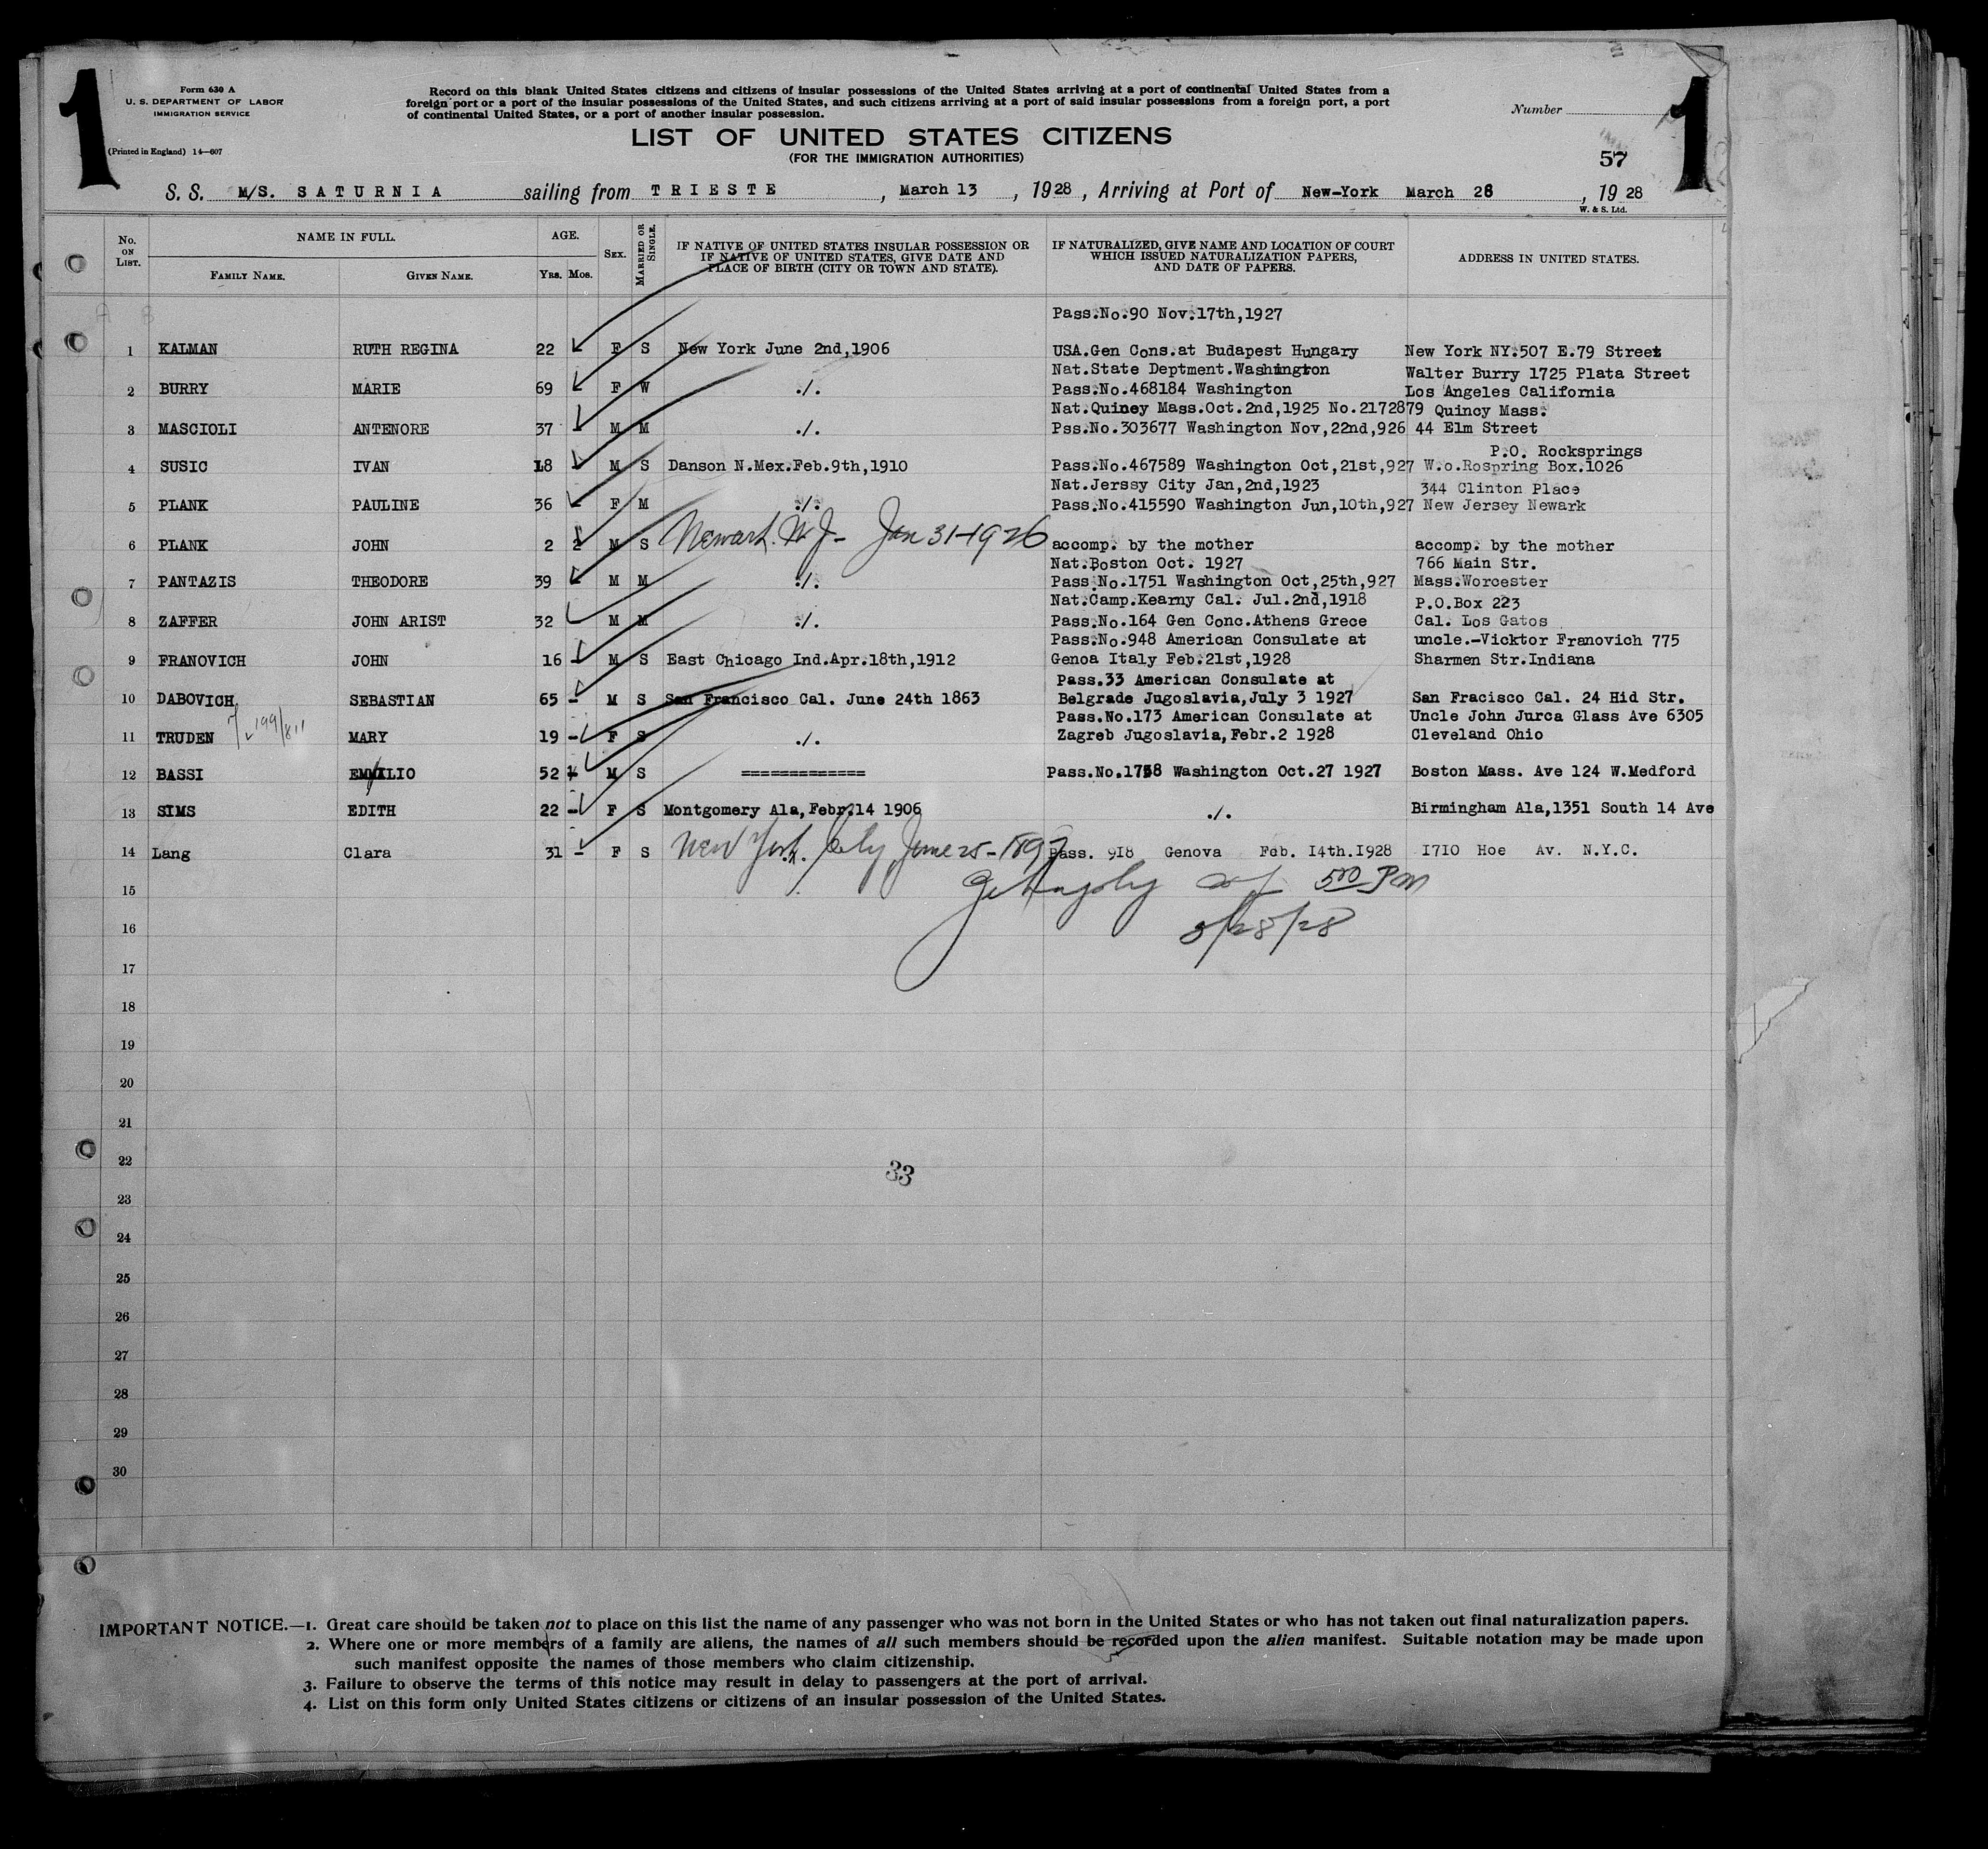 1
Form 630 A
U. S. DEPARTMENT OF LABOR
IMMIGRATION SERVICE
(Printed in England) 14—607
Record on this blank United States citizens and citizens of insular possessions of the United States arriving at a port of continental United States from a
foreign port or a port of the insular possessions of the United States, and such citizens arriving at a port of said insular possessions from a foreign port, a port
of continental United States, or a port of another insular possession.
LIST OF UNITED STATES CITIZENS
(FOR THE IMMIGRATION AUTHORITIES)
Number
1
57
S. S. M/S. SATURNIA sailing from TRIESTE, March 13, 1928, Arriving at Port of New-York March 28, 1928
W. & S. Ltd.
No. ON LIST. NAME IN FULL. AGE. SEX. MARRIED OR SINGLE. IF NATIVE OF UNITED STATES INSULAR POSSESSION OR IF NATIVE OF UNITED STATES, GIVE DATE AND PLACE OF BIRTH (CITY OR TOWN AND STATE). IF NATURALIZED, GIVE NAME AND LOCATION OF COURT WHICH ISSUED NATURALIZATION PAPERS, AND DATE OF PAPERS. ADDRESS IN UNITED STATES.
FAMILY NAME. GIVEN NAME. YRS. MOS.
Pass.No.90 Nov.17th,1927
1 KALMAN RUTH REGINA 22 F S New York June 2nd,1906 USA.Gen Cons.at Budapest Hungary New York NY.507 E.79 Street
Nat.State Deptment.Washington Walter Burry 1725 Plata Street
2 BURRY MARIE 69 F W ./. Pass.No.468184 Washington Los Angeles California
Nat.Quincy Mass.Oct.2nd,1925 No.2172879 Quincy Mass.
3 MASCIOLI ANTENORE 37 M M ./. Pss.No.303677 Washington Nov,22nd,926 44 Elm Street
P.O. Rocksprings
4 SUSIC IVAN 18 M S Danson N.Mex.Feb.9th,1910 Pass.No.467589 Washington Oct,21st,927 W.o.Rospring Box.1026
Nat.Jerssy City Jan,2nd,1923 344 Clinton Place
5 PLANK PAULINE 36 F M ./. Pass.No.415590 Washington Jun,10th,927 New Jersey Newark
6 PLANK JOHN 2 2 M S Newark. N.J- Jan 31-1926 accomp. by the mother accomp. by the mother
Nat.Boston Oct. 1927 766 Main Str.
7 PANTAZIS THEODORE 39 M M ./. Pass.No.1751 Washington Oct,25th,927 Mass.Worcester
Nat.Camp.Kearny Cal. Jul.2nd,1918 P.O.Box 223
8 ZAFFER JOHN ARIST 32 M M ./. Pass.No.164 Gen Conc.Athens Grece Cal. Los Gatos
Pass.No.948 American Consulate at uncle.-Vicktor Franovich 775
9 FRANOVICH JOHN 16 - M S East Chicago Ind.Apr.18th,1912 Genoa Italy Feb.21st,1928 Sharmen Str.Indiana
Pass.33 American Consulate at
10 DABOVICH. SEBASTIAN 65 - M S San Francisco Cal. June 24th 1863 Belgrade Jugoslavia,July 3 1927 San Fracisco Cal. 24 Hid Str.
Pass.No.173 American Consulate at Uncle John Jurca Glass Ave 6305
11 TRUDEN 7/199/811 MARY 19 - F S ./. Zagreb Jugoslavia,Febr.2 1928 Cleveland Ohio
12 BASSI EMILIO 52 M S ============= Pass.No.1758 Washington Oct.27 1927 Boston Mass. Ave 124 W.Medford
13 SIMS EDITH 22 - F S Montgomery Ala,Febr.14 1906 ./. Birmingham Ala,1351 South 14 Ave
14 Lang Clara 31 - F S New York. City June 25-1897 Pass. 918 Genova Feb. 14th.1928 1710 Hoe Av. N.Y.C.
15
5 00 Pm
16
3/28/28
17
18
19
20
21
22
33
23
24
25
26
27
28
29
30
IMPORTANT NOTICE.—1. Great care should be taken not to place on this list the name of any passenger who was not born in the United States or who has not taken out final naturalization papers.
2. Where one or more members of a family are aliens, the names of all such members should be recorded upon the alien manifest. Suitable notation may be made upon
such manifest opposite the names of those members who claim citizenship.
3. Failure to observe the terms of this notice may result in delay to passengers at the port of arrival.
4. List on this form only United States citizens or citizens of an insular possession of the United States.